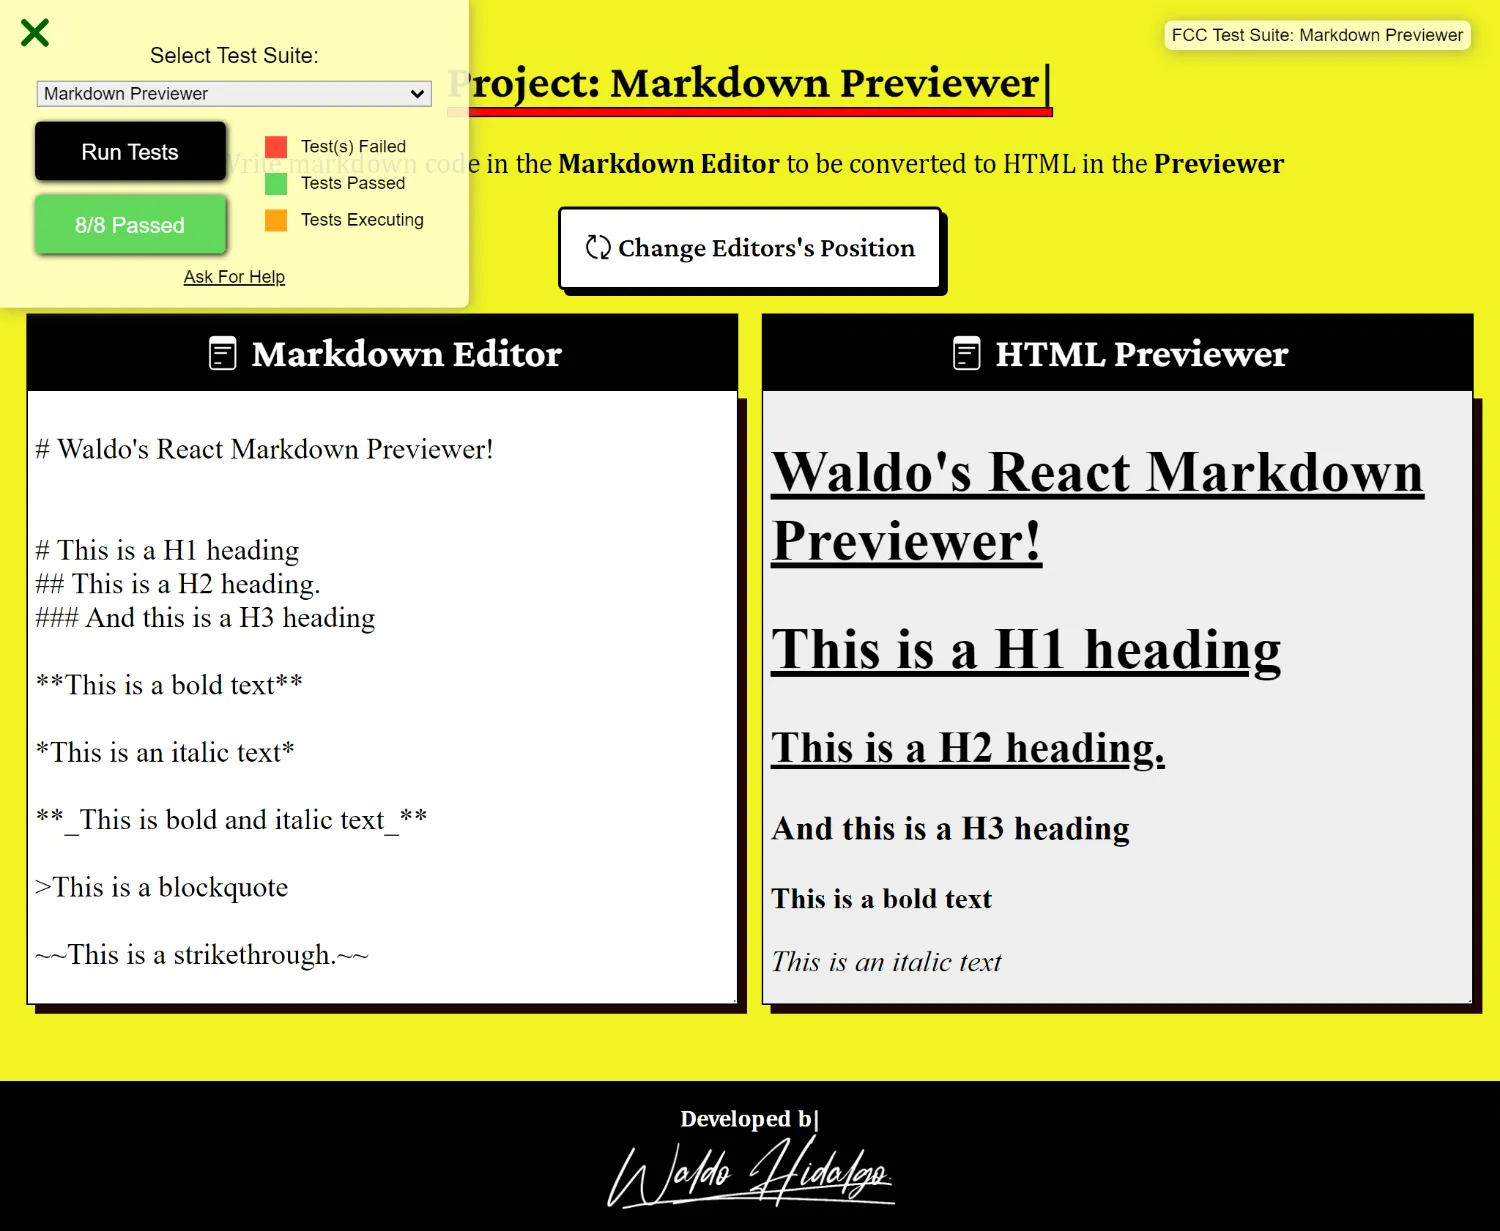 Select Test Suite:
Markdown Previewer
Run Tests
8/8 Passed
Test(s) Failed
Tests Passed
Tests Executing
Ask For Help
FCC Test Suite: Markdown Previewer
Project: Markdown Previewer|
Write markdown code in the Markdown Editor to be converted to HTML in the Previewer
Change Editors's Position
Markdown Editor
# Waldo's React Markdown Previewer!
# This is a H1 heading
## This is a H2 heading.
### And this is a H3 heading
**This is a bold text**
*This is an italic text*
**_This is bold and italic text_**
>This is a blockquote
~~This is a strikethrough.~~
HTML Previewer
Waldo's React Markdown
Previewer!
This is a H1 heading
This is a H2 heading.
And this is a H3 heading
This is a bold text
This is an italic text
Developed b|
Waldo Hidalgo.